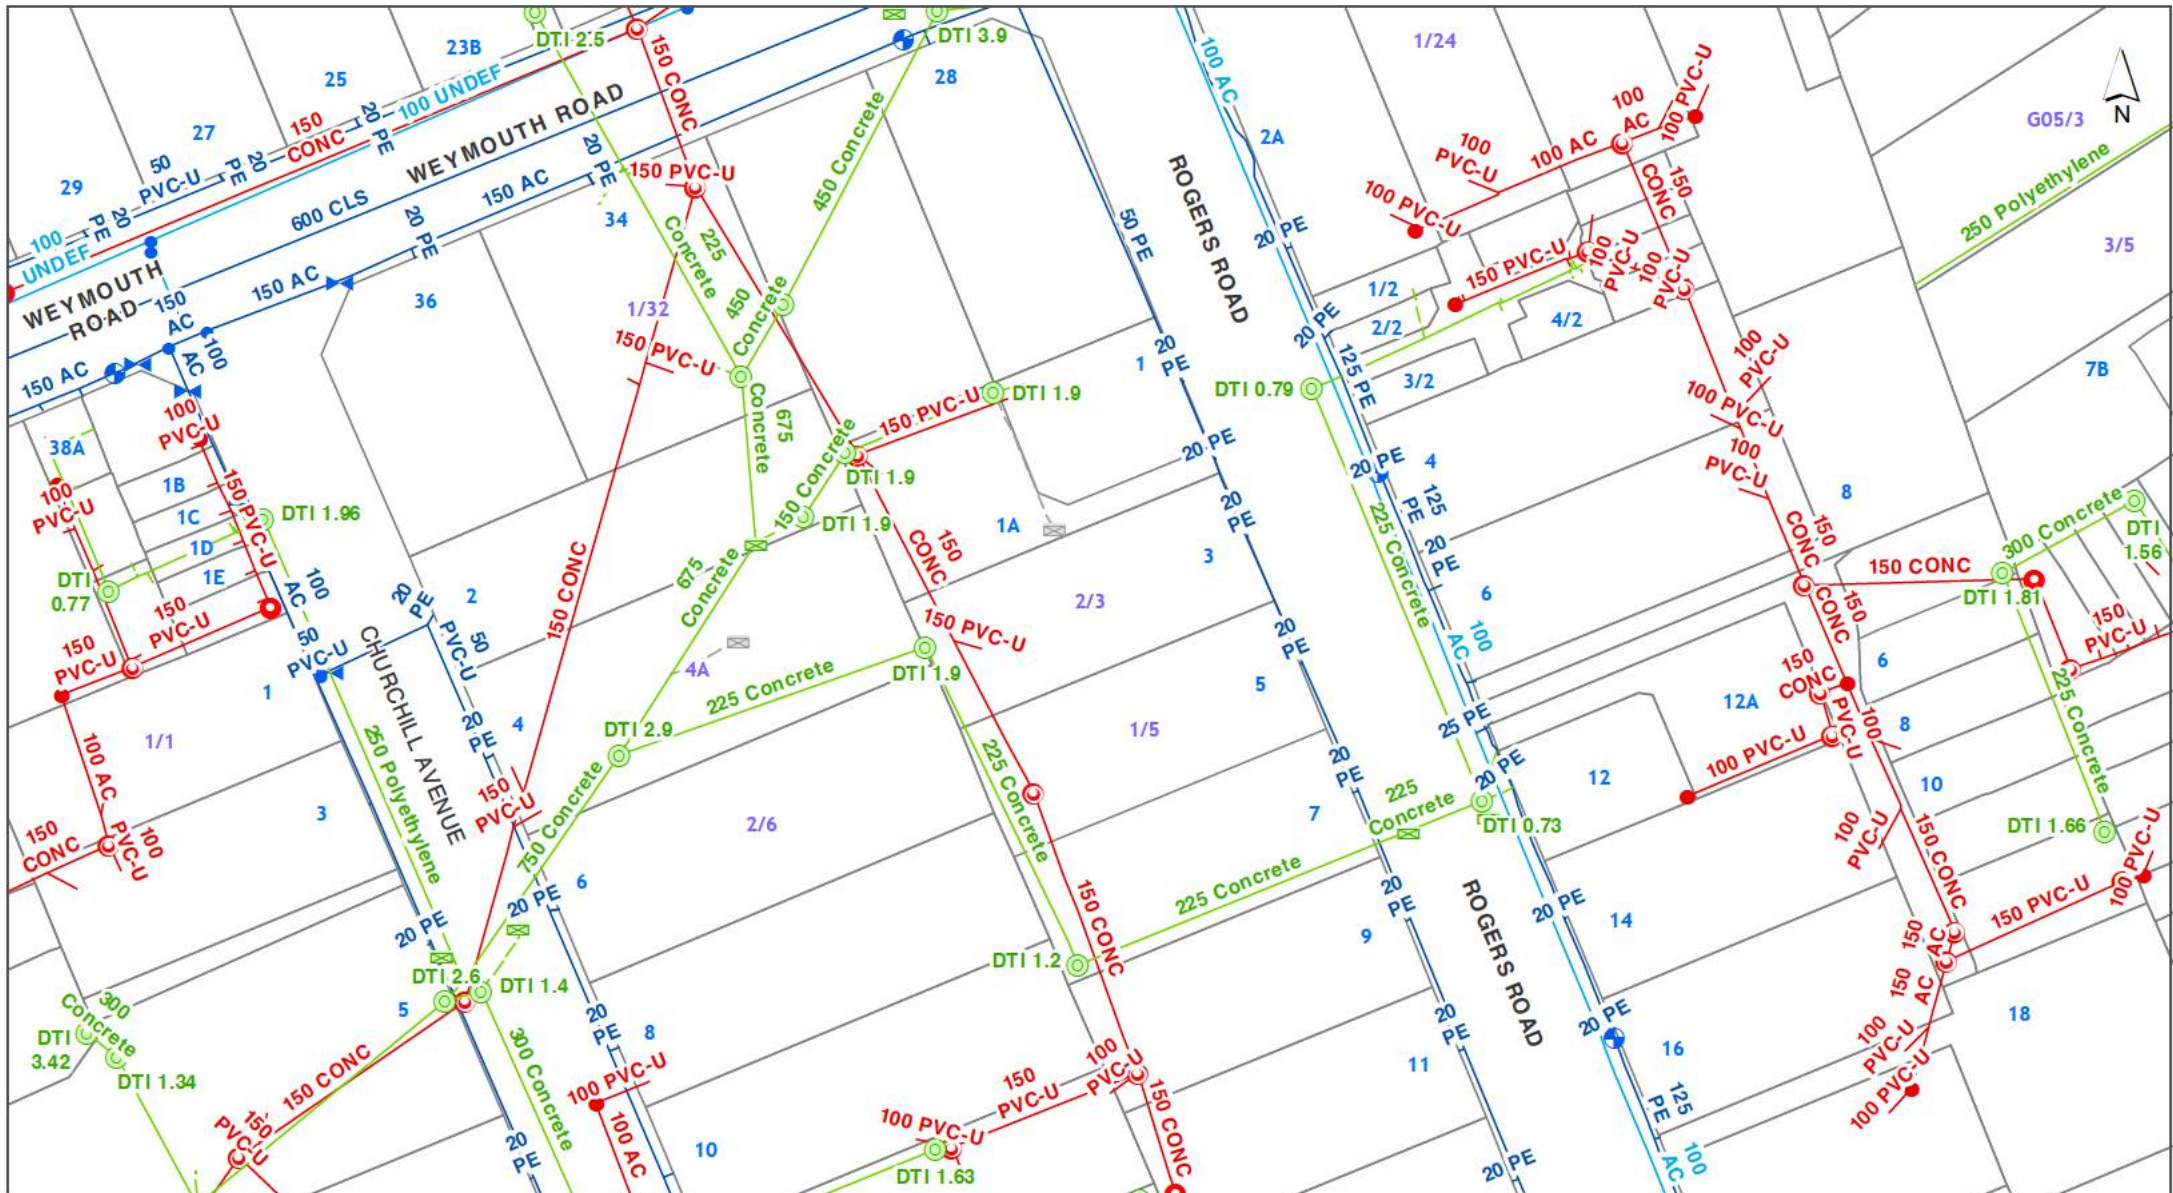 23B
25
27
29
DTI 2.5
150 CONC
DTI 3.9
28
150
CONC
20
PE
100 UNDEF
WEYMOUTH ROAD
50
PVC-U
20
PE
20
PE
100
UNDEF
600 CLS
150 AC
20 PE
20 PE
150 PVC-U
34
450 Concrete
225
Concrete
450
Concrete
WEYMOUTH
ROAD
150
AC
150 AC
36
1/32
150 PVC-U
150 AC
100
AC
100
PVC-U
38A
1B
1C
1D
1E
DTI 1.96
100
PVC-U
150 PVC-U
DTI
0.77
150
PVC-U
150
PVC-U
100
AC
50
PVC-U
20
PE
2
50
PVC-U
CHURCHILL AVENUE
675
Concrete
150 Concrete
150 PVC-U
DTI 1.9
DTI 1.9
DTI 1.9
675
Concrete
150 CONC
150
CONC
1A
2/3
150 PVC-U
DTI 1.9
4A
225 Concrete
DTI 2.9
1
1/1
3
100 AC
150
CONC
100
PVC-U
250 Polyethylene
20
PE
4
150
PVC-U
750 Concrete
6
20 PE
20 PE
2/6
225 Concrete
1/5
5
7
DTI 2.6
DTI 1.4
5
300
Concrete
DTI
3.42
DTI 1.34
150 CONC
150
PVC-U
300 Concrete
20
PE
20
PE
8
100 PVC-U
100 AC
10
DTI 1.2
150 CONC
225 Concrete
225
Concrete
100
PVC-U
150
PVC-U
100 PVC-U
DTI 1.63
150 CONC
9
11
100 AC
2A
ROGERS ROAD
50 PE
20 PE
1
20
PE
20 PE
20
PE
3
20
PE
20
PE
20
PE
20
PE
20 PE
20 PE
125 PE
DTI 0.79
20 PE
4
125
PE
20
PE
6
225 Concrete
100
AC
25 PE
20 PE
12
DTI 0.73
20 PE
14
ROGERS ROAD
20 PE
16
125
PE
100
AC
1/24
100
AC
100
PVC-U
100
PVC-U
100 AC
100 PVC-U
150
CONC
150 PVC-U
100
PVC-U
100
PVC-U
1/2
2/2
4/2
3/2
N
G05/3
250 Polyethylene
3/5
7B
100
PVC-U
100 PVC-U
100
PVC-U
8
150
CONC
150 CONC
300 Concrete
DTI
1.56
DTI 1.81
150
CONC
150
PVC-U
6
225 Concrete
150
CONC
12A
100
PVC-U
8
100 PVC-U
10
100
PVC-U
150 CONC
DTI 1.66
100 PVC-U
150 PVC-U
150
AC
150
AC
100
PVC-U
100 PVC-U
18